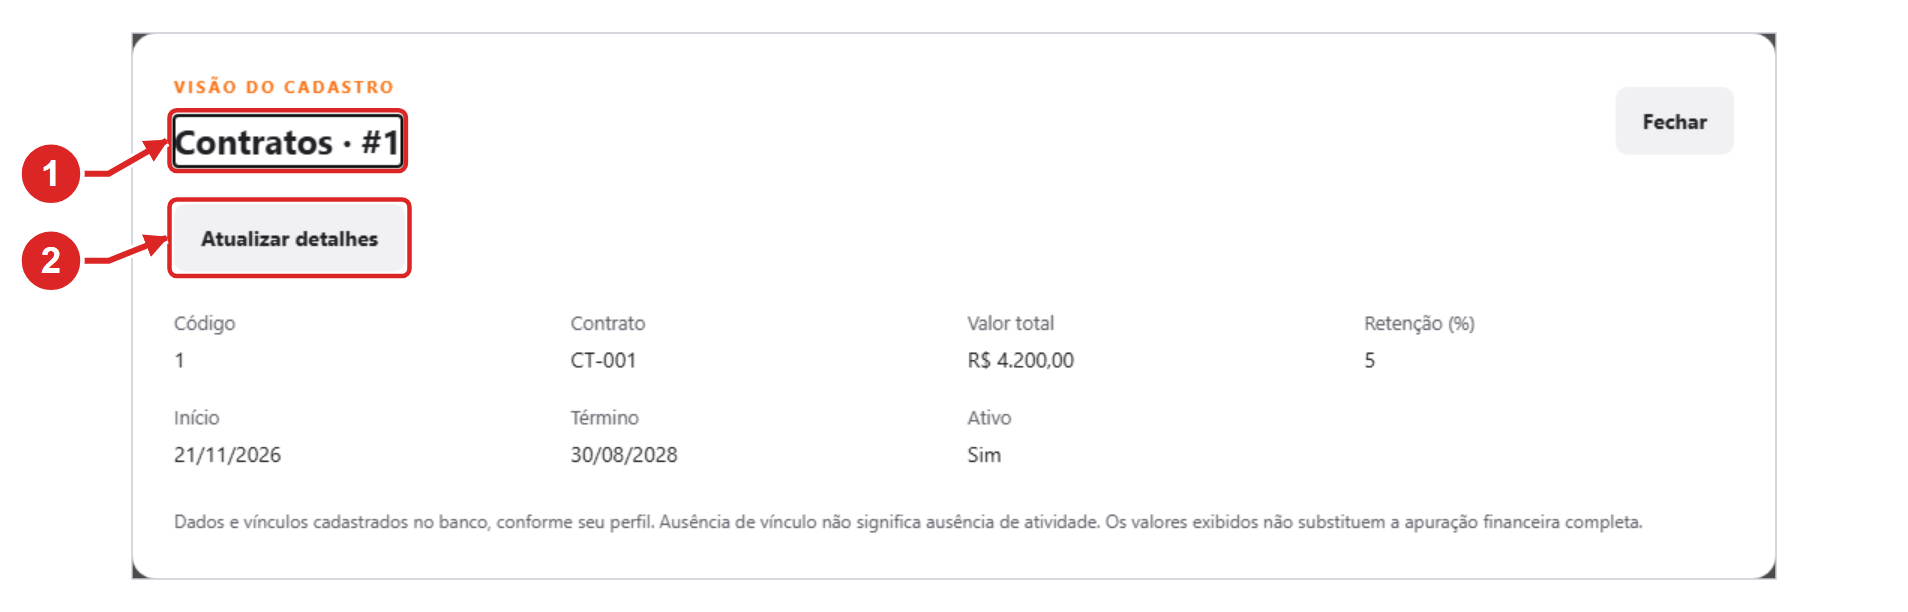 VISÃO DO CADASTRO
Contratos · #1
Fechar
1
Atualizar detalhes
2
Código Contrato Valor total Retenção (%)
1 CT-001 R$ 4.200,00 5
Início Término Ativo
21/11/2026 30/08/2028 Sim
Dados e vínculos cadastrados no banco, conforme seu perfil. Ausência de vínculo não significa ausência de atividade. Os valores exibidos não substituem a apuração financeira completa.